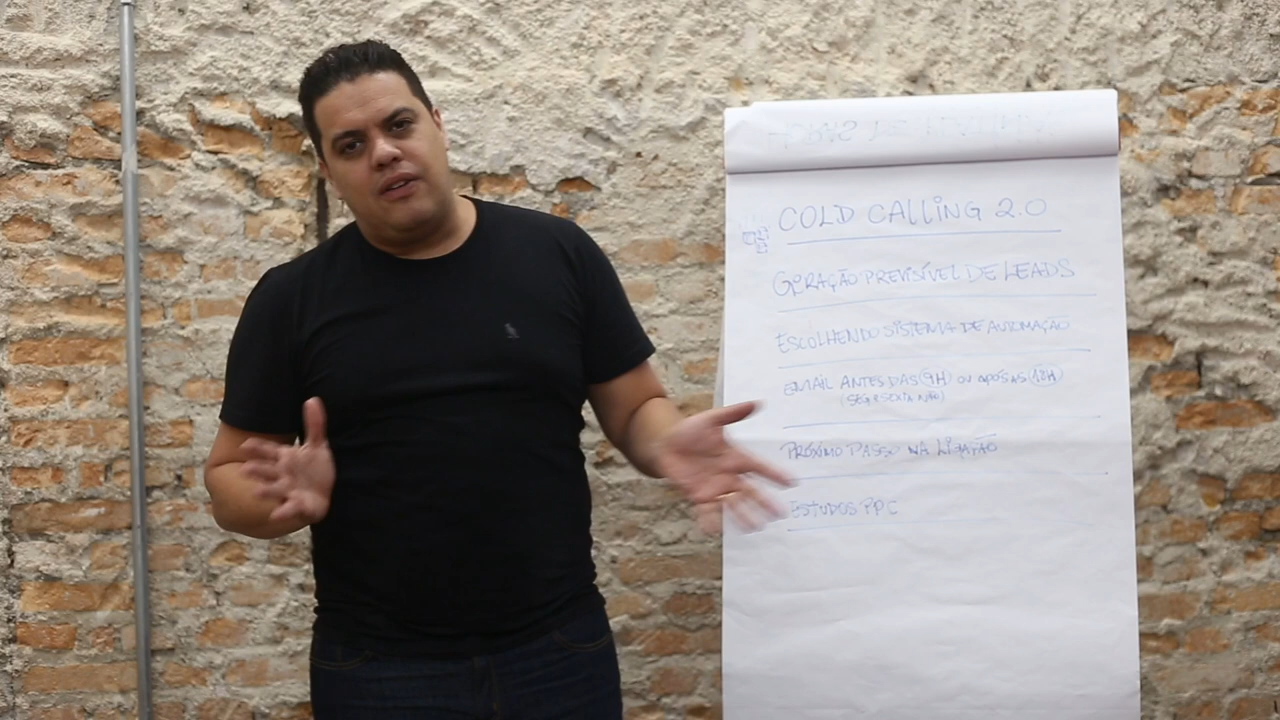 COLD CALLING 2.0
GERAÇÃO PREVISÍVEL DE LEADS
ESCOLHENDO SISTEMA DE AUTOMAÇÃO
EMAIL ANTES DAS 9H OU APÓS AS 18H
(SEG e SEXTA NÃO)
PRÓXIMO PASSO NA LIGAÇÃO
ESTUDOS PPC